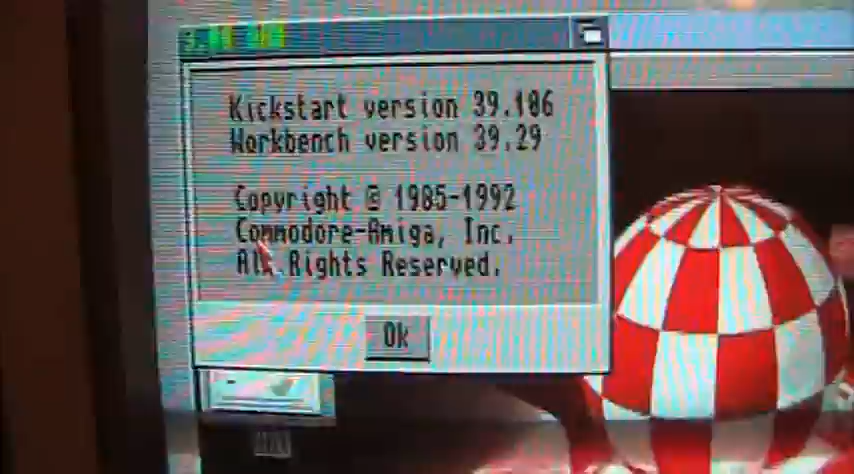 Kickstart version 39.106
Workbench version 39.29
Copyright © 1985-1992
Commodore-Amiga, Inc.
All Rights Reserved.
Ok